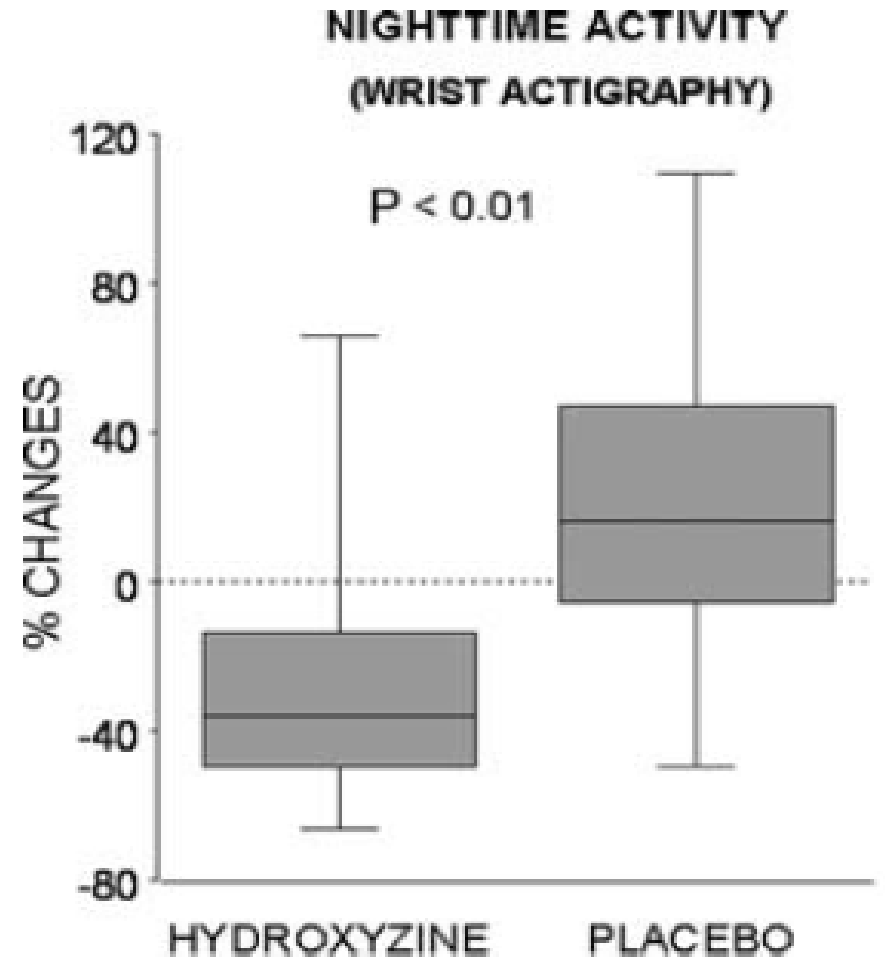 NIGHTTIME ACTIVITY
(WRIST ACTIGRAPHY)
120
P < 0.01
80
% CHANGES
40
0
-40
-80
HYDROXYZINE PLACEBO